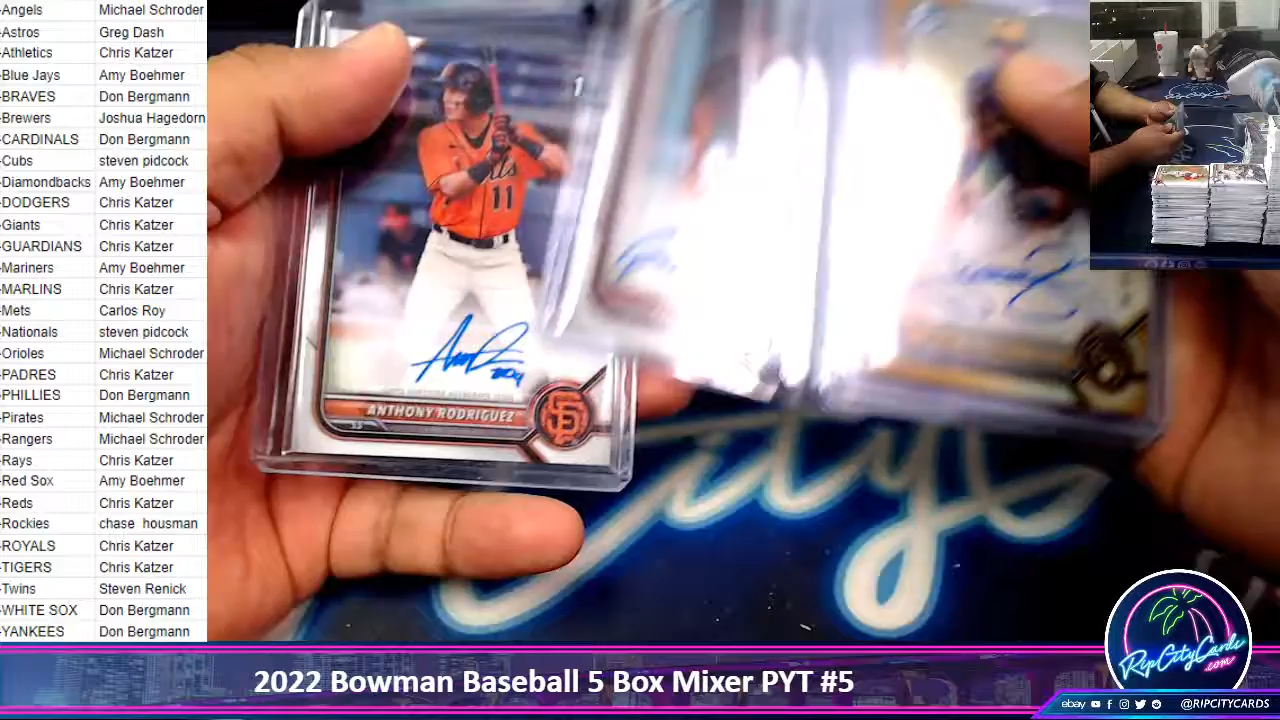 -Angels Michael Schroder
-Astros Greg Dash
-Athletics Chris Katzer
-Blue Jays Amy Boehmer
-BRAVES Don Bergmann
-Brewers Joshua Hagedorn
-CARDINALS Don Bergmann
-Cubs steven pidcock
-Diamondbacks Amy Boehmer
-DODGERS Chris Katzer
-Giants Chris Katzer
-GUARDIANS Chris Katzer
-Mariners Amy Boehmer
-MARLINS Chris Katzer
-Mets Carlos Roy
-Nationals steven pidcock
-Orioles Michael Schroder
-PADRES Chris Katzer
-PHILLIES Don Bergmann
-Pirates Michael Schroder
-Rangers Michael Schroder
-Rays Chris Katzer
-Red Sox Amy Boehmer
-Reds Chris Katzer
-Rockies chase housman
-ROYALS Chris Katzer
-TIGERS Chris Katzer
-Twins Steven Renick
-WHITE SOX Don Bergmann
-YANKEES Don Bergmann
11
ANTHONY RODRIGUEZ
SS
SF
City
RipCityCards
.com
2022 Bowman Baseball 5 Box Mixer PYT #5
ebay @RIPCITYCARDS